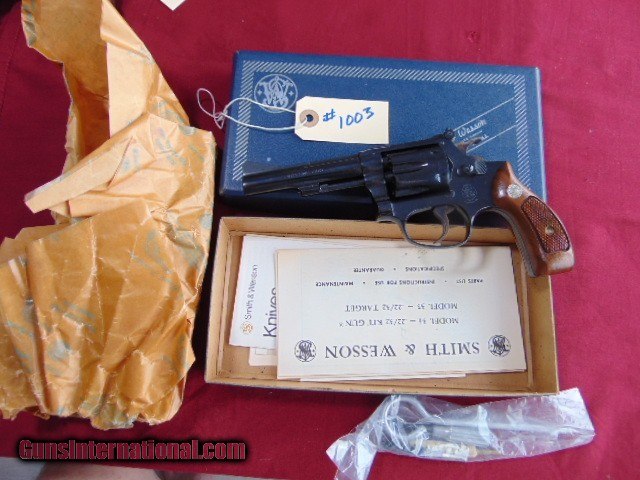 #1003
Wesson
Smith & Wesson
Knives
PARTS LIST • INSTRUCTIONS FOR USE • MAINTENANCE
SPECIFICATIONS • GUARANTEE
MODEL 34 — .22/32 KIT GUN
MODEL 35 — .22/32 TARGET
SMITH & WESSON
GunsInternational.com